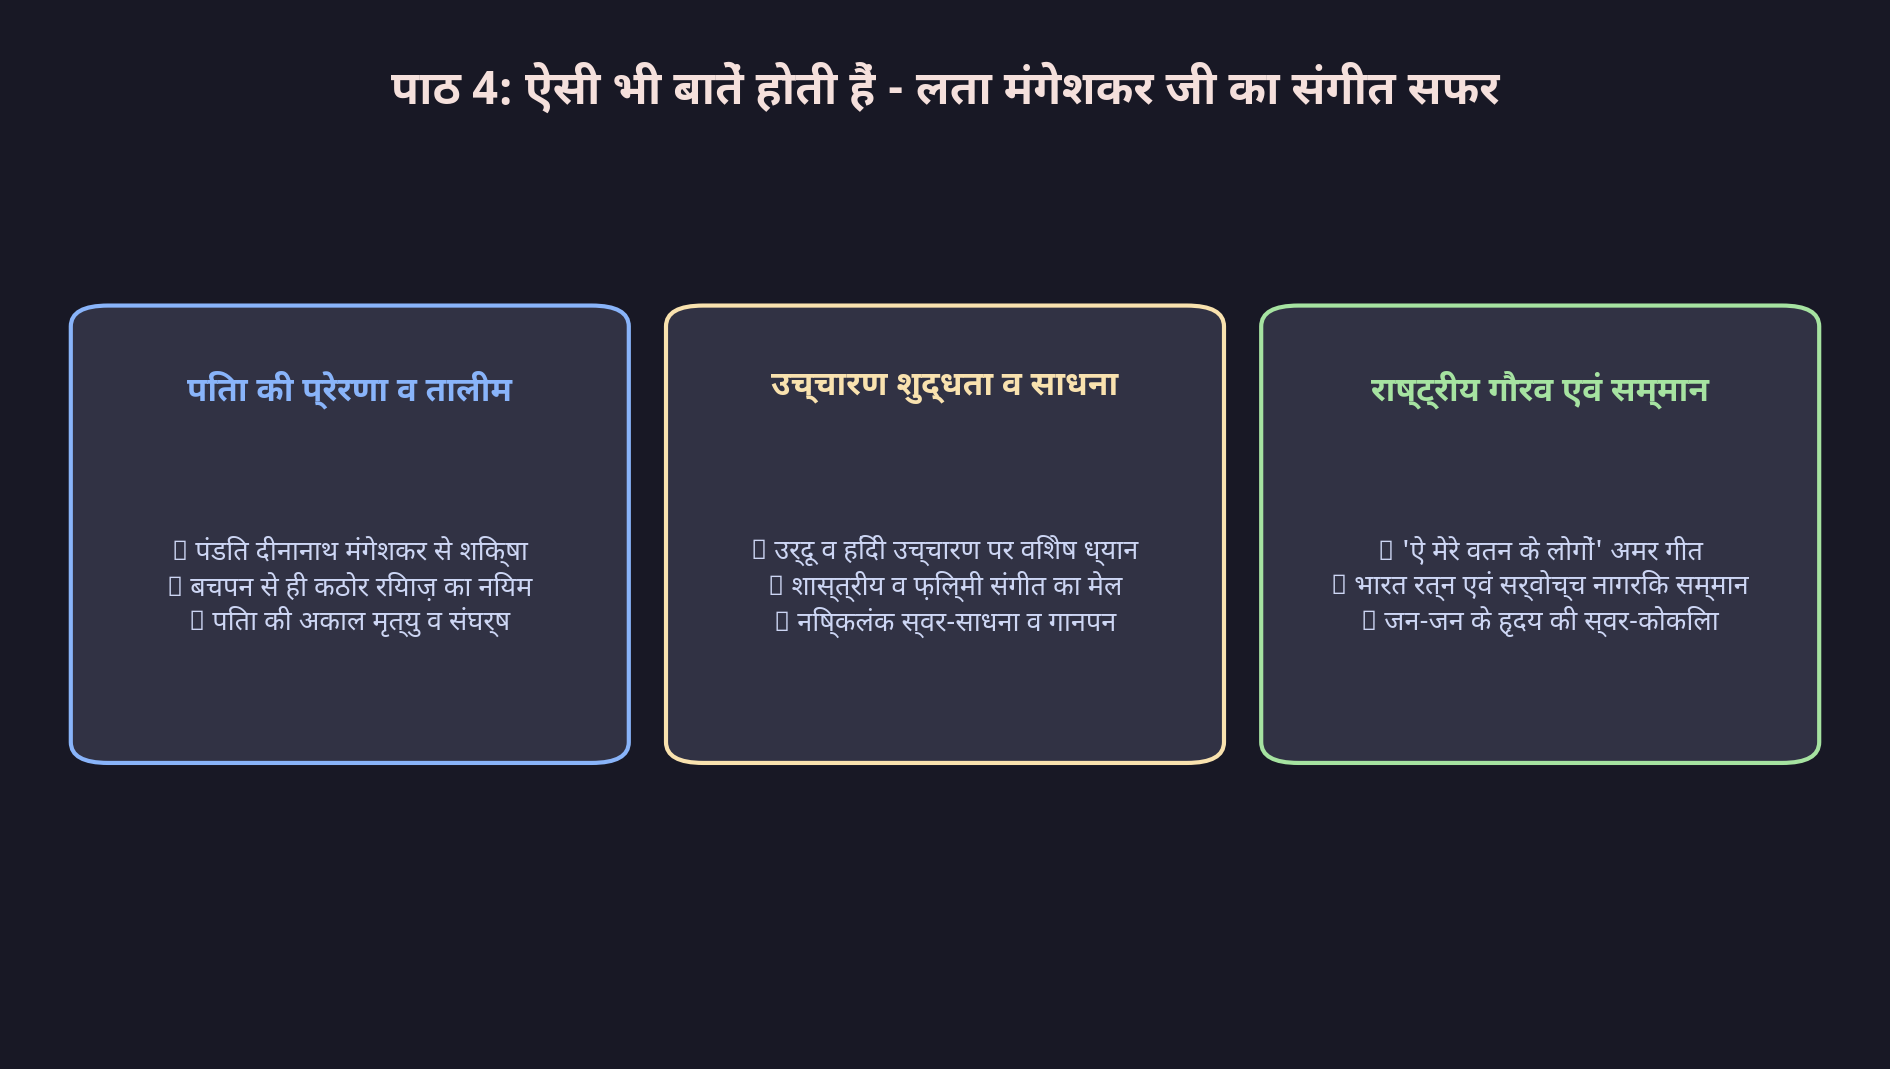 पाठ 4: ऐसी भी बातें होती हैं - लता मंगेशकर जी का संगीत सफर
पिता की प्रेरणा व तालीम
▯ पंडित दीनानाथ मंगेशकर से शिक्षा
▯ बचपन से ही कठोर रियाज़ का नियम
▯ पिता की अकाल मृत्यु व संघर्ष
उच्चारण शुद्धता व साधना
▯ उर्दू व हिंदी उच्चारण पर विशेष ध्यान
▯ शास्त्रीय व फ़िल्मी संगीत का मेल
▯ निष्कलंक स्वर-साधना व गानपन
राष्ट्रीय गौरव एवं सम्मान
▯ 'ऐ मेरे वतन के लोगों' अमर गीत
▯ भारत रत्न एवं सर्वोच्च नागरिक सम्मान
▯ जन-जन के हृदय की स्वर-कोकिला